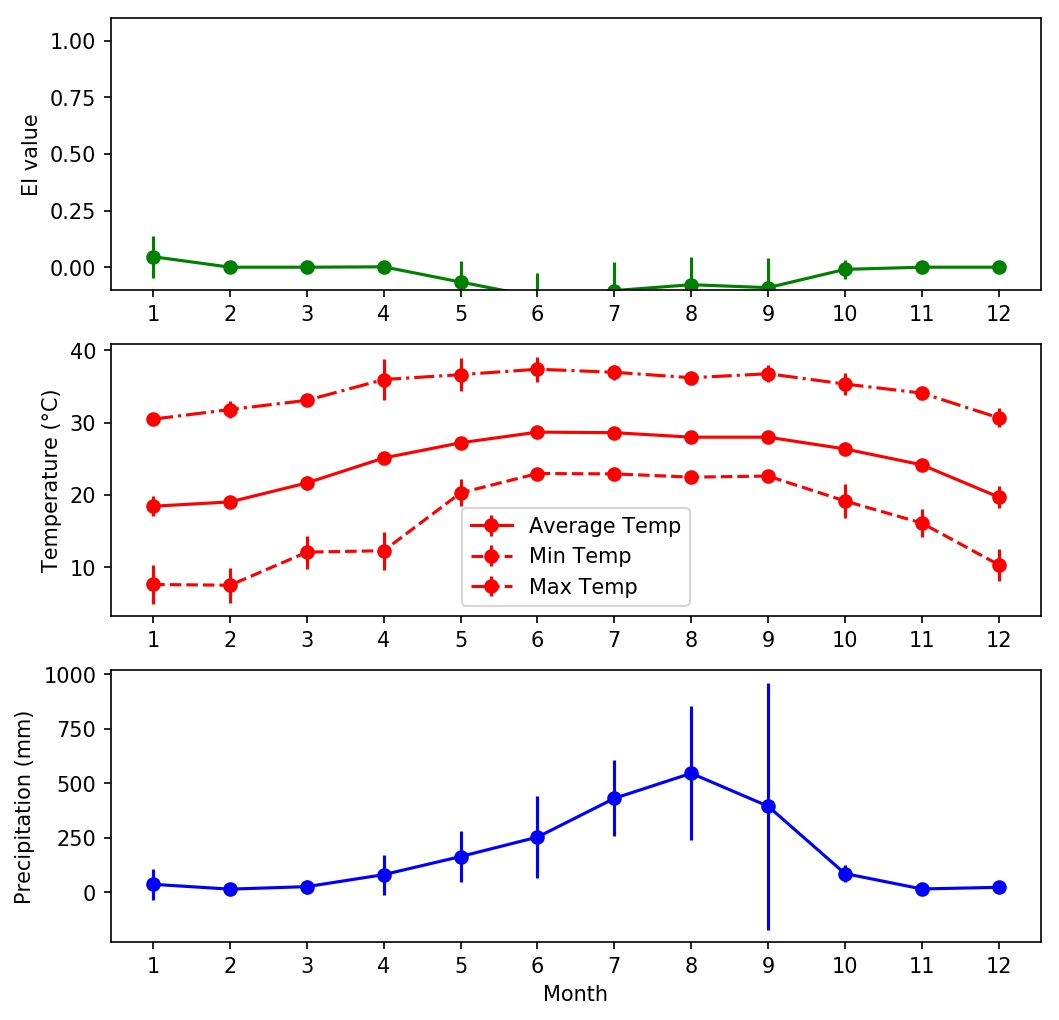 EI value
1.00
0.75
0.50
0.25
0.00
1 2 3 4 5 6 7 8 9 10 11 12
Temperature (°C)
40
30
20
10
Average Temp
Min Temp
Max Temp
1 2 3 4 5 6 7 8 9 10 11 12
Precipitation (mm)
1000
750
500
250
0
1 2 3 4 5 6 7 8 9 10 11 12
Month